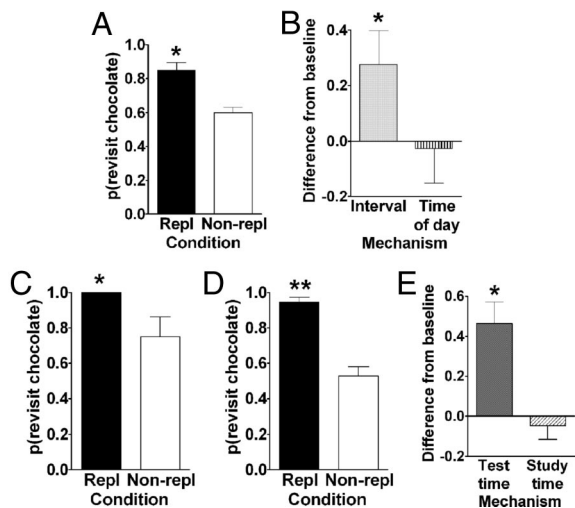 A
p(revisit chocolate)
1.0
0.8
0.6
0.4
0.2
0.0
*
Repl Non-repl
Condition
B
Difference from baseline
0.4
0.2
0.0
-0.2
*
Interval Time
of day
Mechanism
C
p(revisit chocolate)
1.0
0.8
0.6
0.4
0.2
0.0
*
Repl Non-repl
Condition
D
p(revisit chocolate)
1.0
0.8
0.6
0.4
0.2
0.0
**
Repl Non-repl
Condition
E
Difference from baseline
0.6
0.4
0.2
0.0
-0.2
*
Test Study
time time
Mechanism